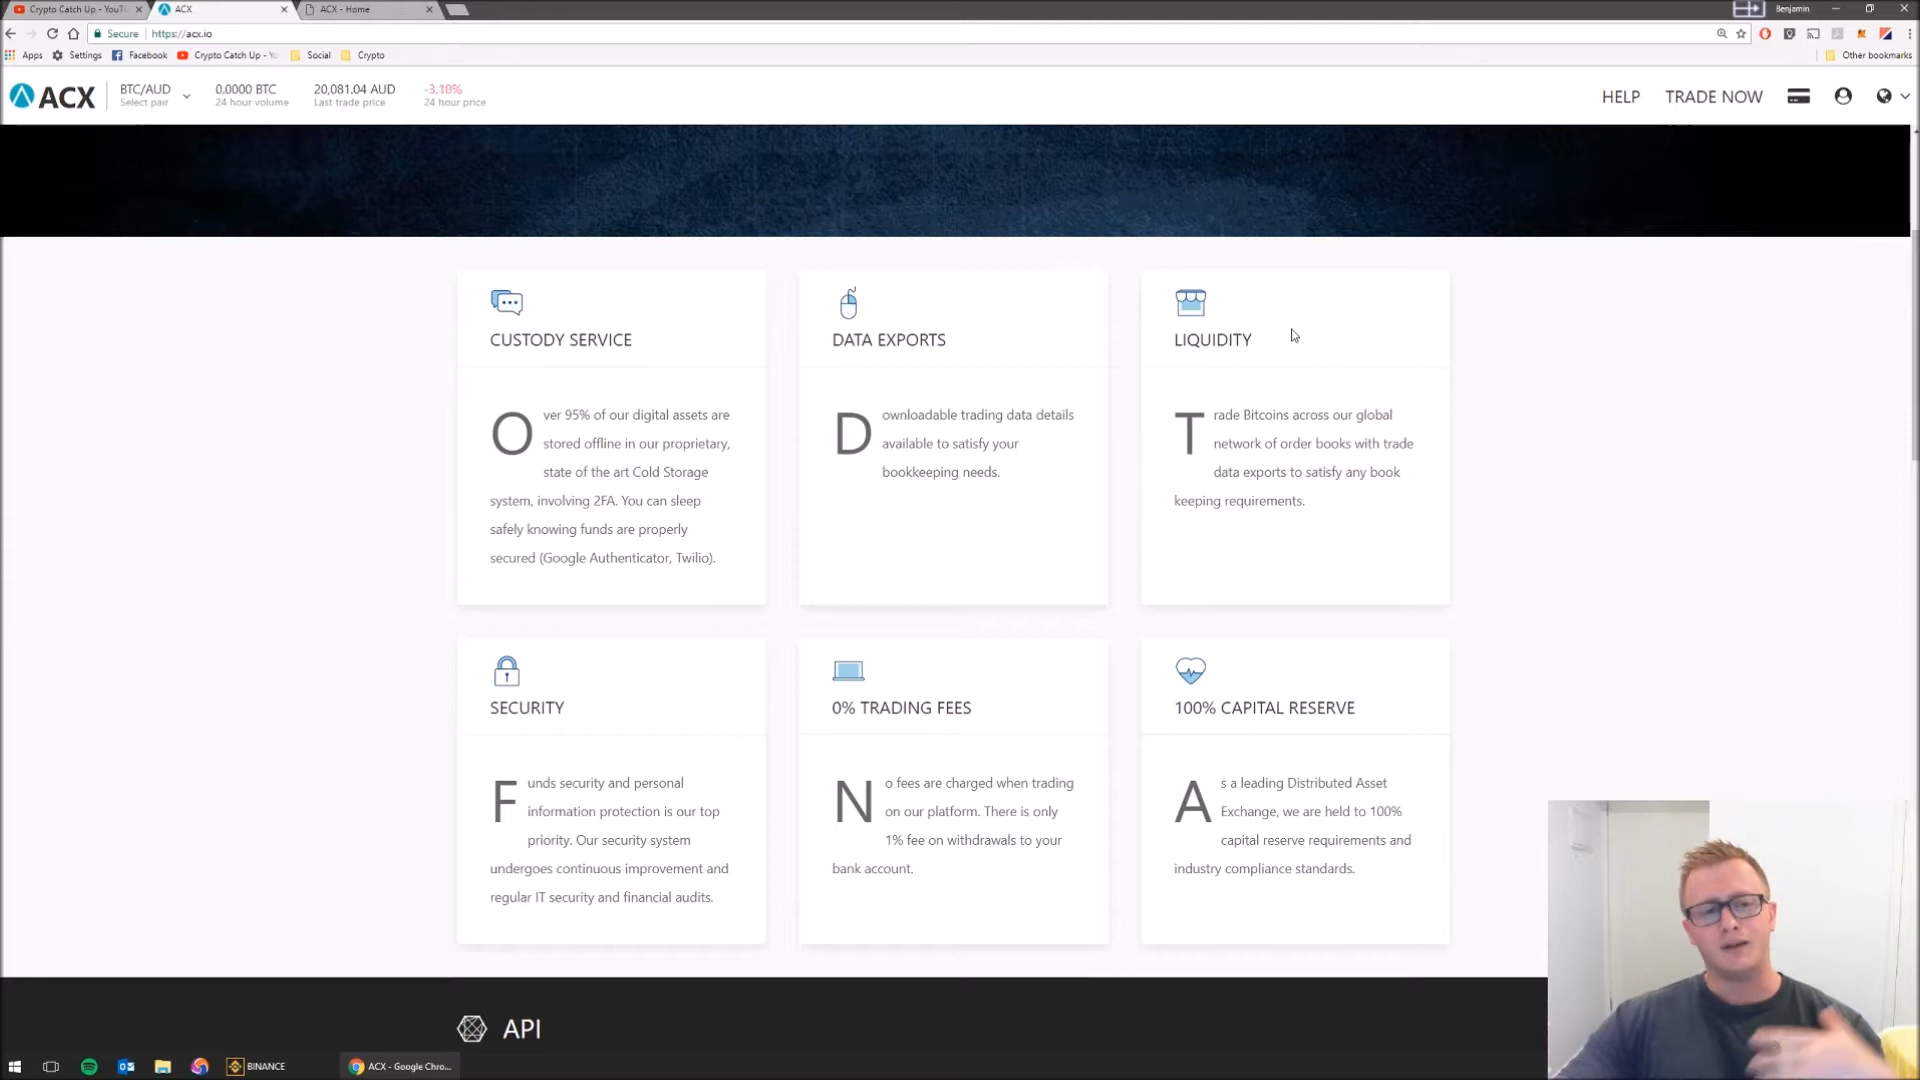 Crypto Catch Up - YouTu
ACX
ACX - Home
Benjamin
Secure https://acx.io
Apps Settings Facebook Crypto Catch Up - Yo Social Crypto Other bookmarks
ACX
BTC/AUD
Select pair
0.0000 BTC
24 hour volume
20,081.04 AUD
Last trade price
-3.10%
24 hour price
HELP TRADE NOW
CUSTODY SERVICE
Over 95% of our digital assets are
stored offline in our proprietary,
state of the art Cold Storage
system, involving 2FA. You can sleep
safely knowing funds are properly
secured (Google Authenticator, Twilio).
DATA EXPORTS
Downloadable trading data details
available to satisfy your
bookkeeping needs.
LIQUIDITY
Trade Bitcoins across our global
network of order books with trade
data exports to satisfy any book
keeping requirements.
SECURITY
Funds security and personal
information protection is our top
priority. Our security system
undergoes continuous improvement and
regular IT security and financial audits.
0% TRADING FEES
No fees are charged when trading
on our platform. There is only
1% fee on withdrawals to your
bank account.
100% CAPITAL RESERVE
As a leading Distributed Asset
Exchange, we are held to 100%
capital reserve requirements and
industry compliance standards.
API
BINANCE
ACX - Google Chro...